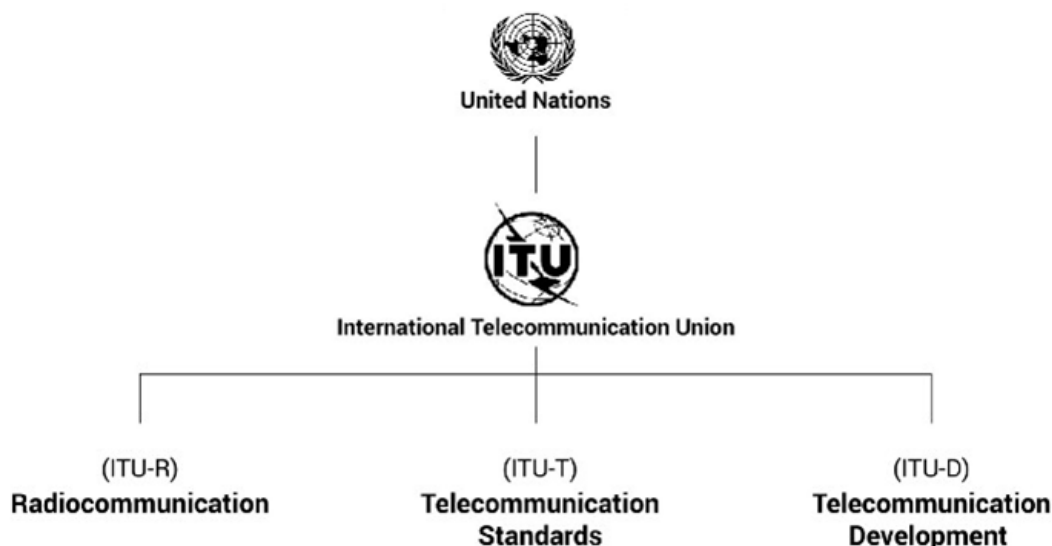 United Nations
ITU
International Telecommunication Union
(ITU-R)
Radiocommunication
(ITU-T)
Telecommunication
Standards
(ITU-D)
Telecommunication
Development